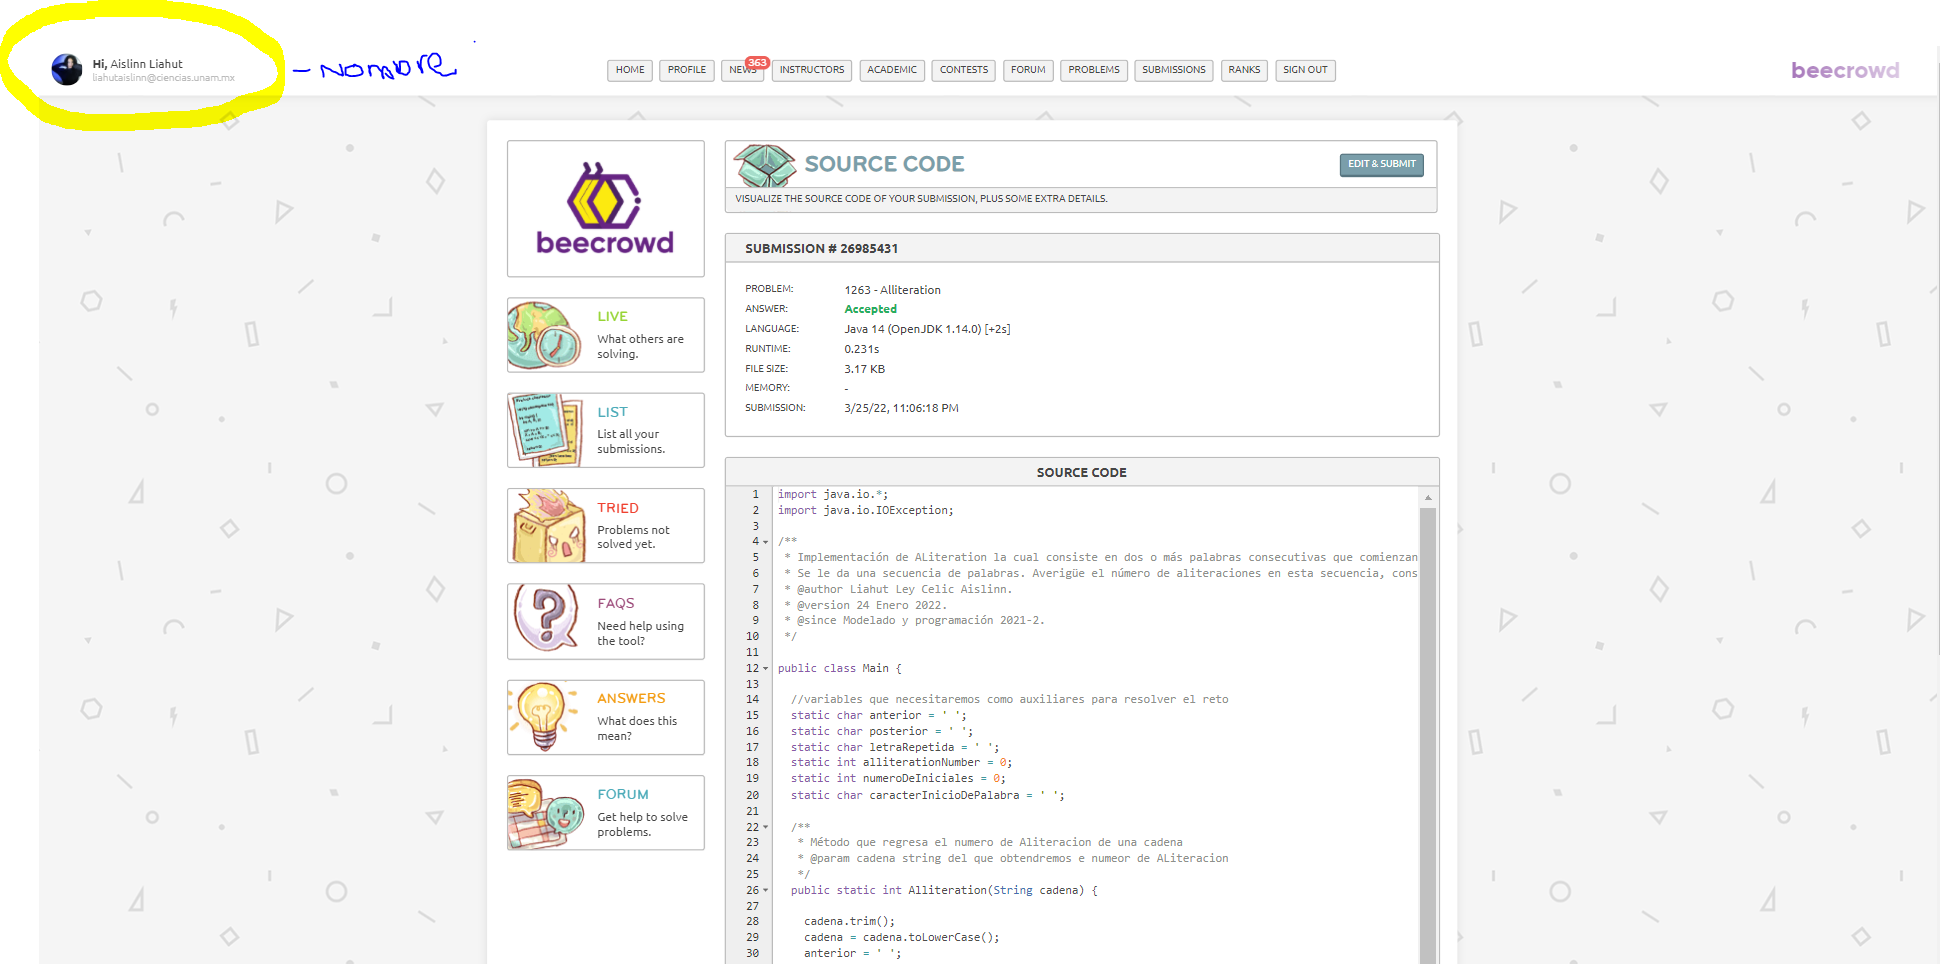 Hi, Aislinn Liahut
liahutaislinn@ciencias.unam.mx
- Nombre
HOME PROFILE NEWS 363 INSTRUCTORS ACADEMIC CONTESTS FORUM PROBLEMS SUBMISSIONS RANKS SIGN OUT
beecrowd
beecrowd
LIVE
What others are
solving.
LIST
List all your
submissions.
TRIED
Problems not
solved yet.
FAQS
Need help using
the tool?
ANSWERS
What does this
mean?
FORUM
Get help to solve
problems.
SOURCE CODE
EDIT & SUBMIT
VISUALIZE THE SOURCE CODE OF YOUR SUBMISSION, PLUS SOME EXTRA DETAILS.
SUBMISSION # 26985431
PROBLEM: 1263 - Alliteration
ANSWER: Accepted
LANGUAGE: Java 14 (OpenJDK 1.14.0) [+2s]
RUNTIME: 0.231s
FILE SIZE: 3.17 KB
MEMORY: -
SUBMISSION: 3/25/22, 11:06:18 PM
SOURCE CODE
1 import java.io.*;
2 import java.io.IOException;
3
4 /**
5 * Implementación de ALiteration la cual consiste en dos o más palabras consecutivas que comienzan
6 * Se le da una secuencia de palabras. Averigüe el número de aliteraciones en esta secuencia, cons
7 * @author Liahut Ley Celic Aislinn.
8 * @version 24 Enero 2022.
9 * @since Modelado y programación 2021-2.
10 */
11
12 public class Main {
13
14 //variables que necesitaremos como auxiliares para resolver el reto
15 static char anterior = ' ';
16 static char posterior = ' ';
17 static char letraRepetida = ' ';
18 static int alliterationNumber = 0;
19 static int numeroDeIniciales = 0;
20 static char caracterInicioDePalabra = ' ';
21
22 /**
23 * Método que regresa el numero de Aliteracion de una cadena
24 * @param cadena string del que obtendremos e numeor de ALiteracion
25 */
26 public static int Alliteration(String cadena) {
27
28 cadena.trim();
29 cadena = cadena.toLowerCase();
30 anterior = ' ';